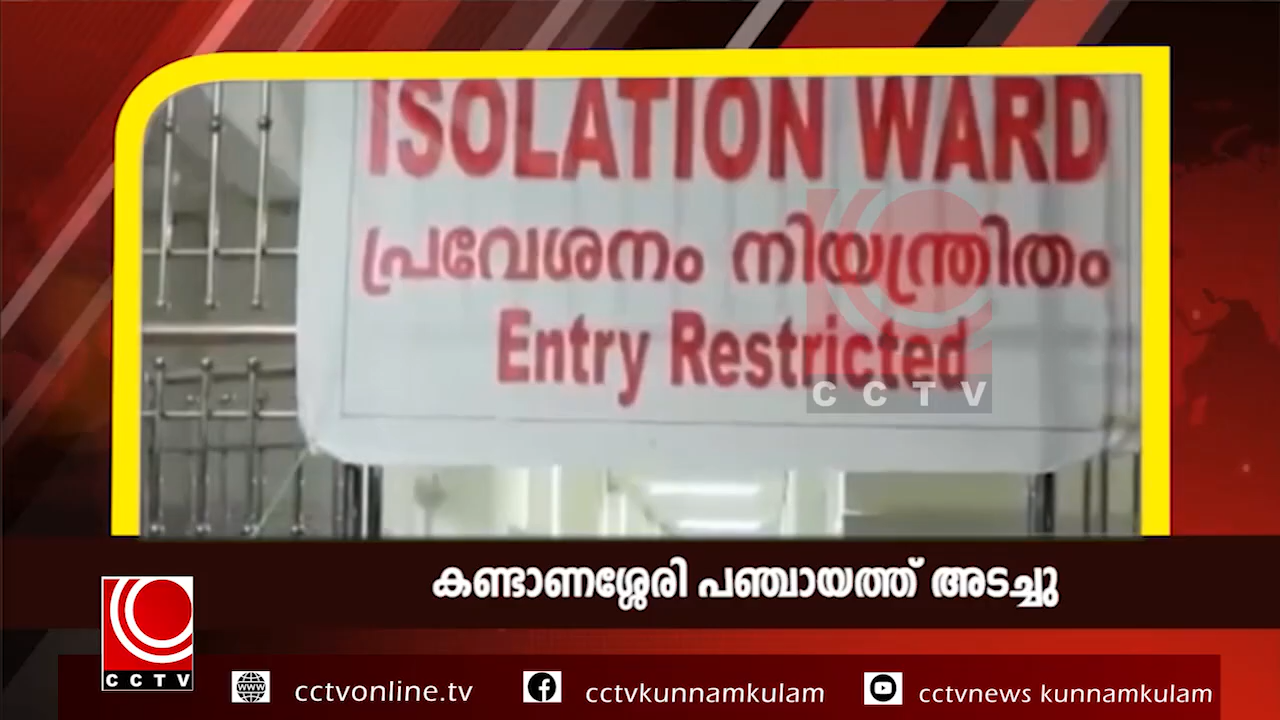 ISOLATION WARD
പ്രവേശനം നിയന്ത്രിതം
Entry Restricted
CCTV
കണ്ടാണശ്ശേരി പഞ്ചായത്ത് അടച്ചു
CCTV
www cctvonline.tv cctvkunnamkulam cctvnews kunnamkulam